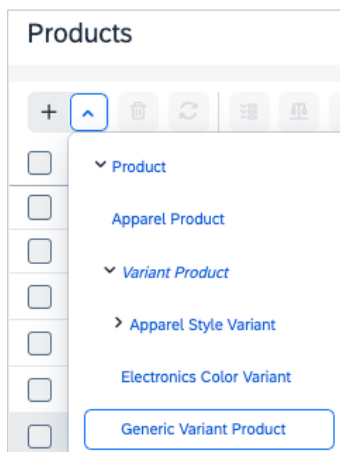 Products
Product
Apparel Product
Variant Product
Apparel Style Variant
Electronics Color Variant
Generic Variant Product